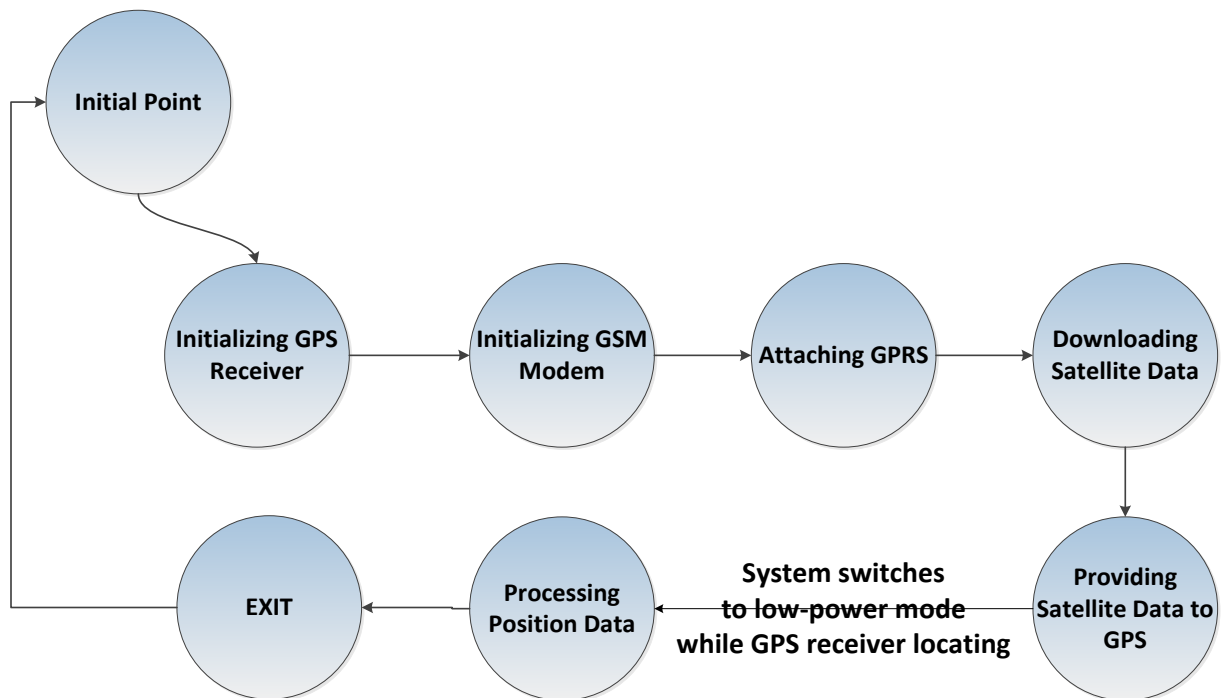 Initial Point
Initializing GPS
Receiver
Initializing GSM
Modem
Attaching GPRS
Downloading
Satellite Data
EXIT
Processing
Position Data
System switches
to low-power mode
while GPS receiver locating
Providing
Satellite Data to
GPS